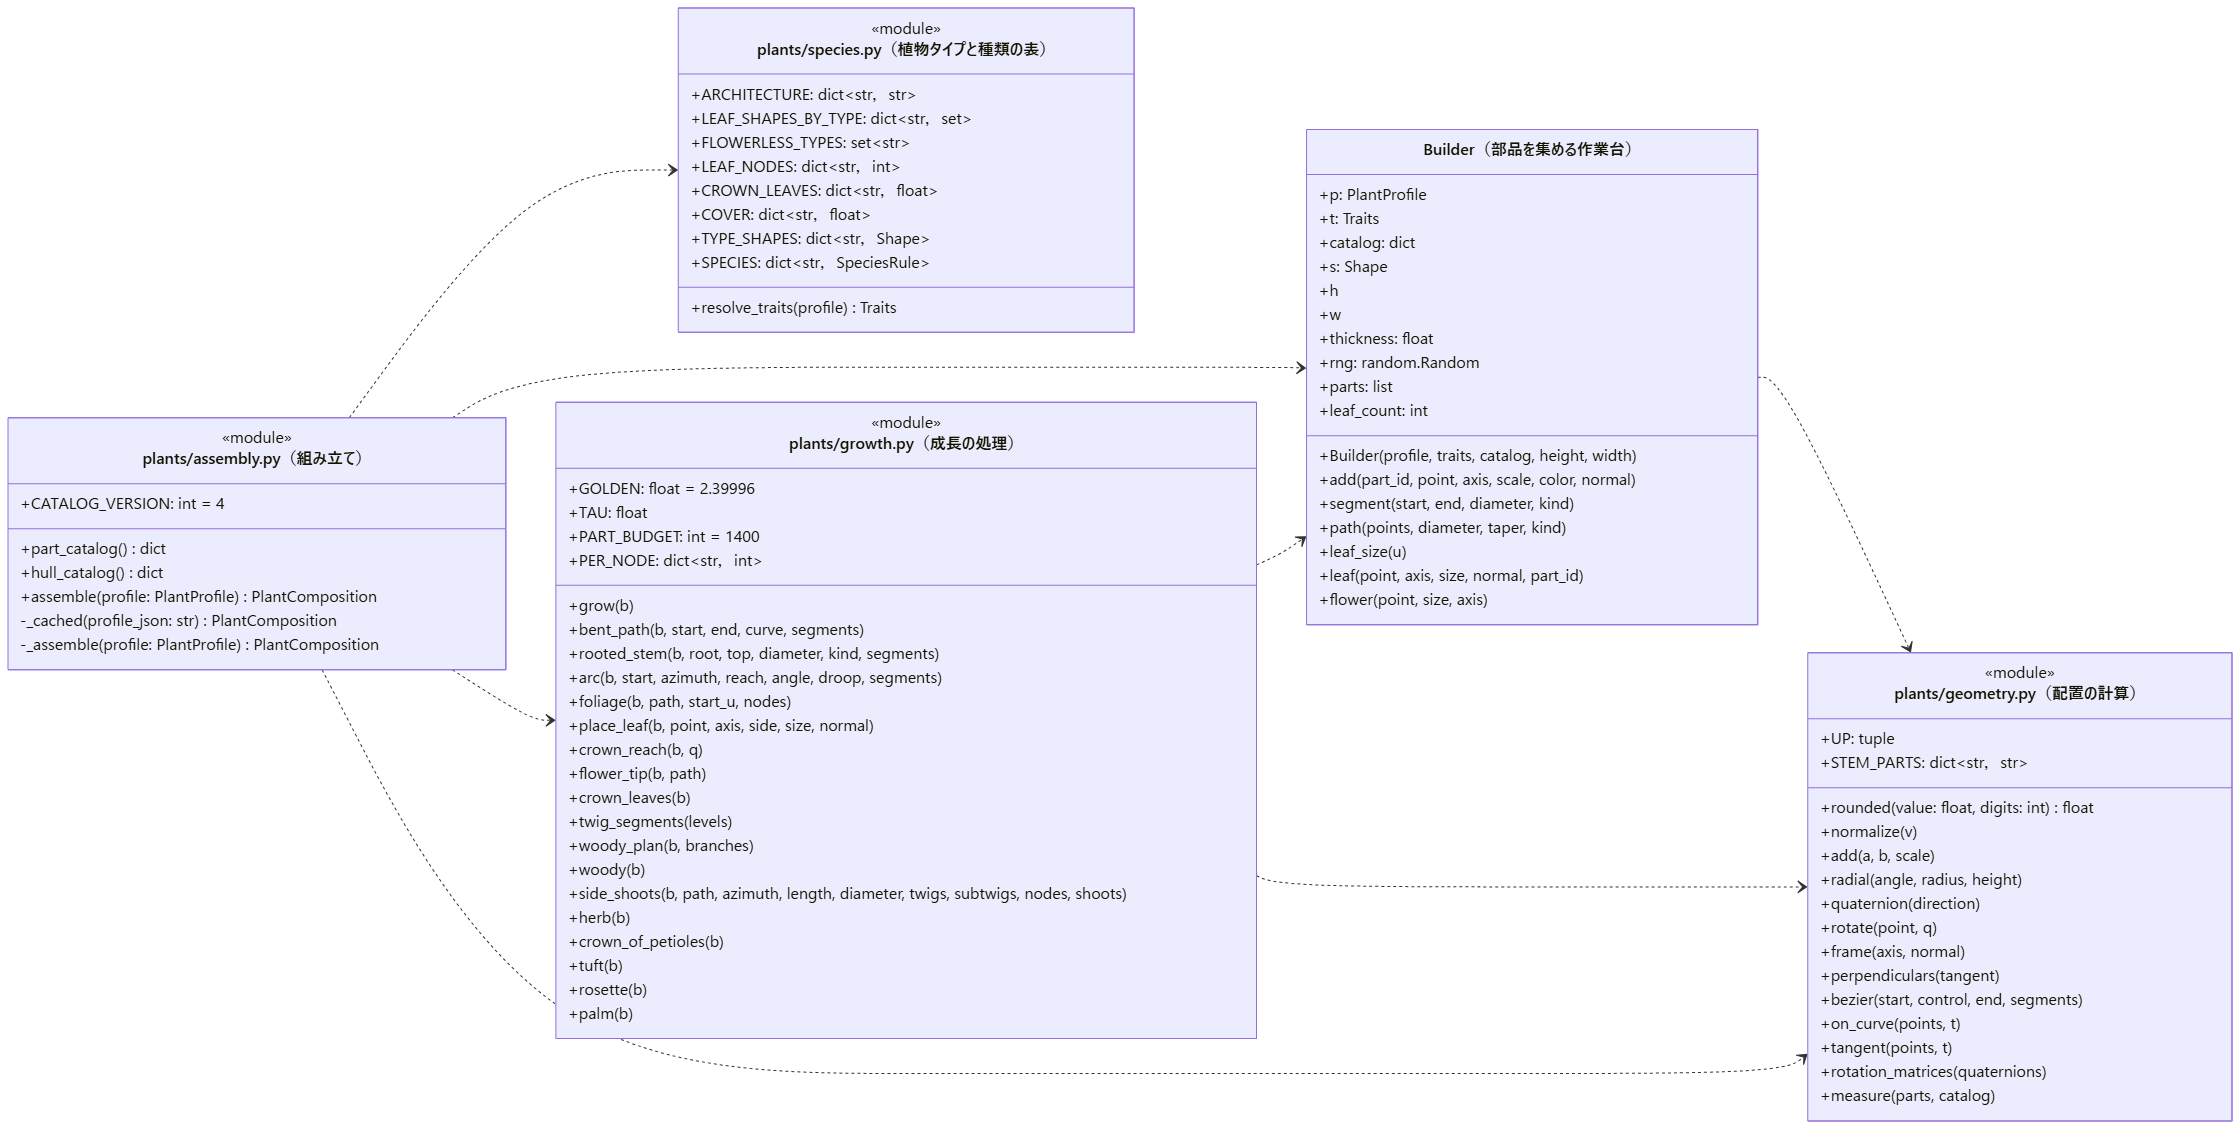 «module»
plants/species.py（植物タイプと種類の表）
+ARCHITECTURE: dict<str,  str>
+LEAF_SHAPES_BY_TYPE: dict<str,  set>
+FLOWERLESS_TYPES: set<str>
+LEAF_NODES: dict<str,  int>
+CROWN_LEAVES: dict<str,  float>
+COVER: dict<str,  float>
+TYPE_SHAPES: dict<str,  Shape>
+SPECIES: dict<str,  SpeciesRule>
+resolve_traits(profile) : Traits
Builder（部品を集める作業台）
+p: PlantProfile
+t: Traits
+catalog: dict
+s: Shape
+h
+w
+thickness: float
+rng: random.Random
+parts: list
+leaf_count: int
+Builder(profile, traits, catalog, height, width)
+add(part_id, point, axis, scale, color, normal)
+segment(start, end, diameter, kind)
+path(points, diameter, taper, kind)
+leaf_size(u)
+leaf(point, axis, size, normal, part_id)
+flower(point, size, axis)
«module»
plants/assembly.py（組み立て）
+CATALOG_VERSION: int = 4
+part_catalog() : dict
+hull_catalog() : dict
+assemble(profile: PlantProfile) : PlantComposition
-_cached(profile_json: str) : PlantComposition
-_assemble(profile: PlantProfile) : PlantComposition
«module»
plants/growth.py（成長の処理）
+GOLDEN: float = 2.39996
+TAU: float
+PART_BUDGET: int = 1400
+PER_NODE: dict<str,  int>
+grow(b)
+bent_path(b, start, end, curve, segments)
+rooted_stem(b, root, top, diameter, kind, segments)
+arc(b, start, azimuth, reach, angle, droop, segments)
+foliage(b, path, start_u, nodes)
+place_leaf(b, point, axis, side, size, normal)
+crown_reach(b, q)
+flower_tip(b, path)
+crown_leaves(b)
+twig_segments(levels)
+woody_plan(b, branches)
+woody(b)
+side_shoots(b, path, azimuth, length, diameter, twigs, subtwigs, nodes, shoots)
+herb(b)
+crown_of_petioles(b)
+tuft(b)
+rosette(b)
+palm(b)
«module»
plants/geometry.py（配置の計算）
+UP: tuple
+STEM_PARTS: dict<str,  str>
+rounded(value: float, digits: int) : float
+normalize(v)
+add(a, b, scale)
+radial(angle, radius, height)
+quaternion(direction)
+rotate(point, q)
+frame(axis, normal)
+perpendiculars(tangent)
+bezier(start, control, end, segments)
+on_curve(points, t)
+tangent(points, t)
+rotation_matrices(quaternions)
+measure(parts, catalog)